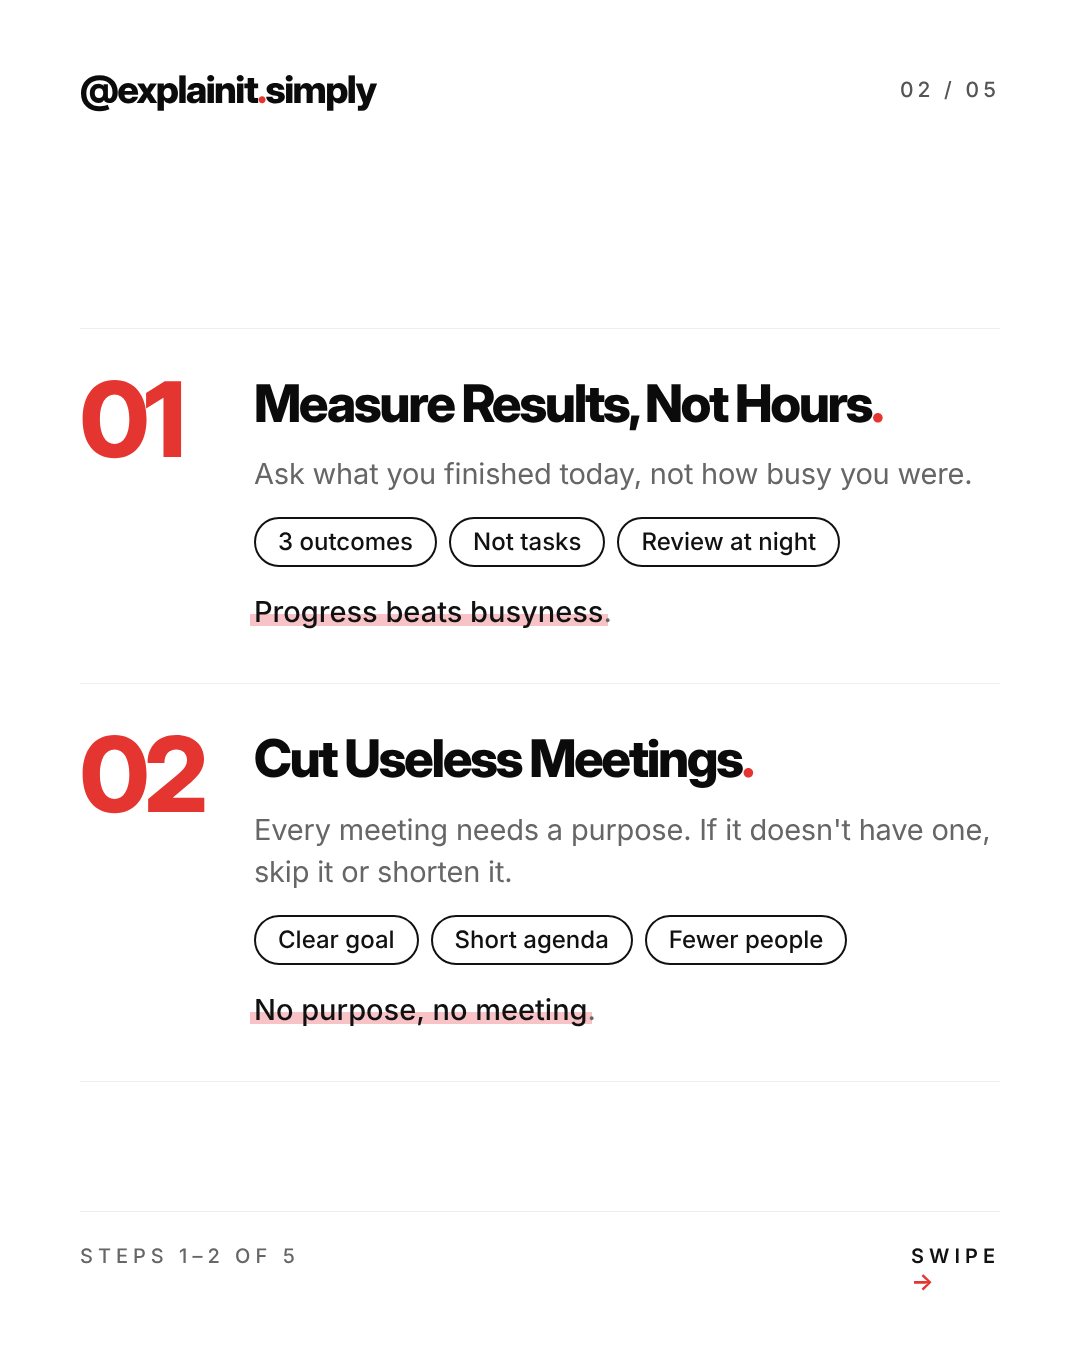 @explainit.simply
02 / 05
01
Measure Results, Not Hours.
Ask what you finished today, not how busy you were.
3 outcomes
Not tasks
Review at night
Progress beats busyness.
02
Cut Useless Meetings.
Every meeting needs a purpose. If it doesn't have one,
skip it or shorten it.
Clear goal
Short agenda
Fewer people
No purpose, no meeting.
STEPS 1–2 OF 5
SWIPE
→